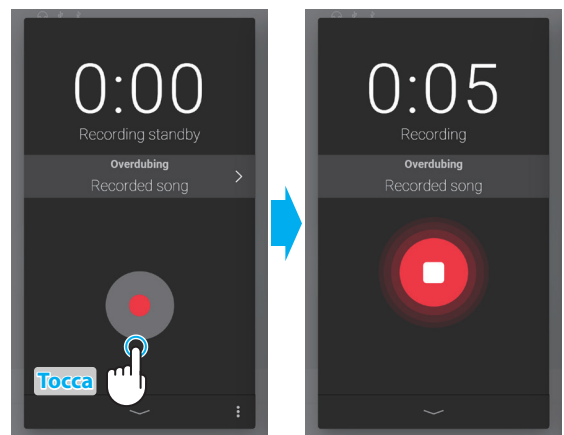 0:00
Recording standby
Overdubing
Recorded song
Tocca
0:05
Recording
Overdubing
Recorded song